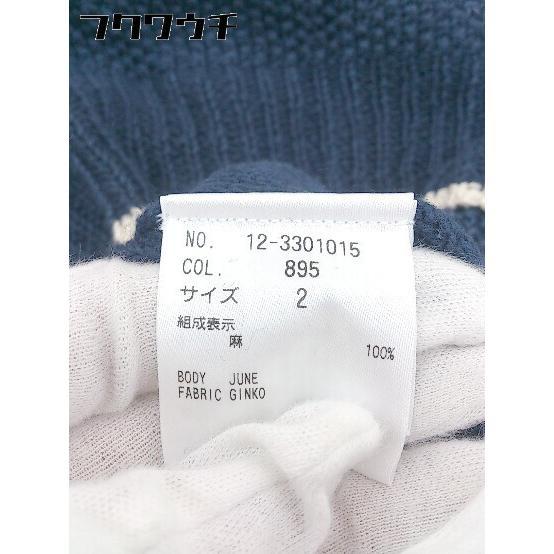 フクワウチ
NO. 12-3301015
COL. 895
サイズ 2
組成表示
麻 100%
BODY JUNE
FABRIC GINKO